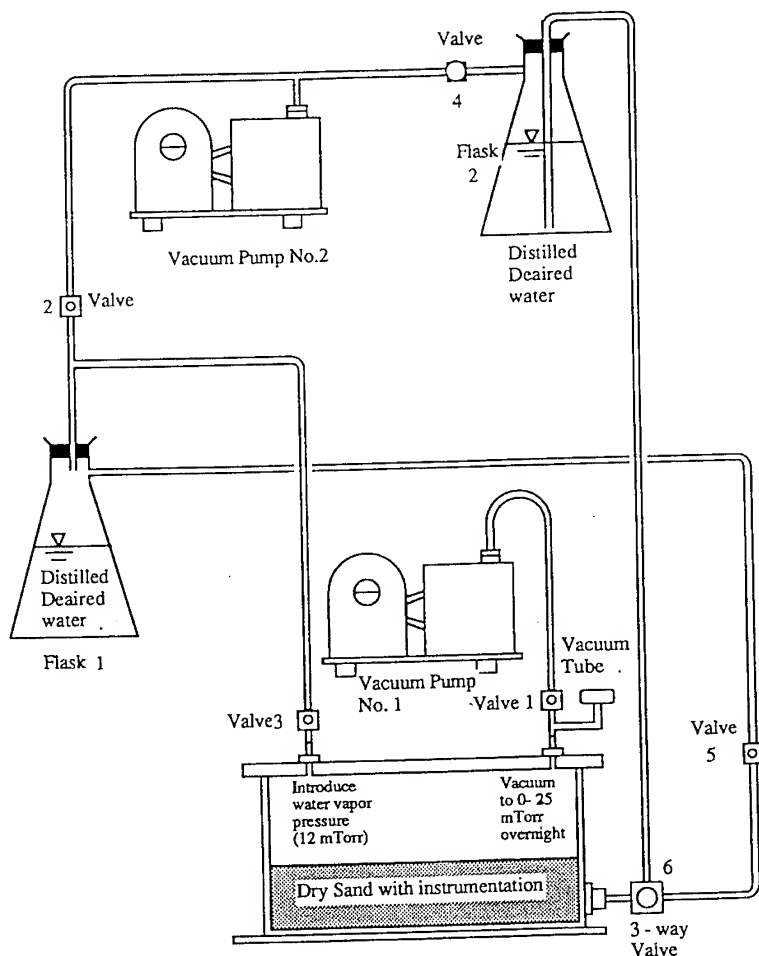 Valve
4
Flask
2
Distilled
Deaired
water
Vacuum Pump No.2
2 Valve
Distilled
Deaired
water
Flask 1
Vacuum Pump
No. 1
Vacuum
Tube
Valve 1
Valve3
Valve
5
Introduce
water vapor
pressure
(12 mTorr)
Vacuum
to 0- 25
mTorr
overnight
Dry Sand with instrumentation
6
3 - way
Valve